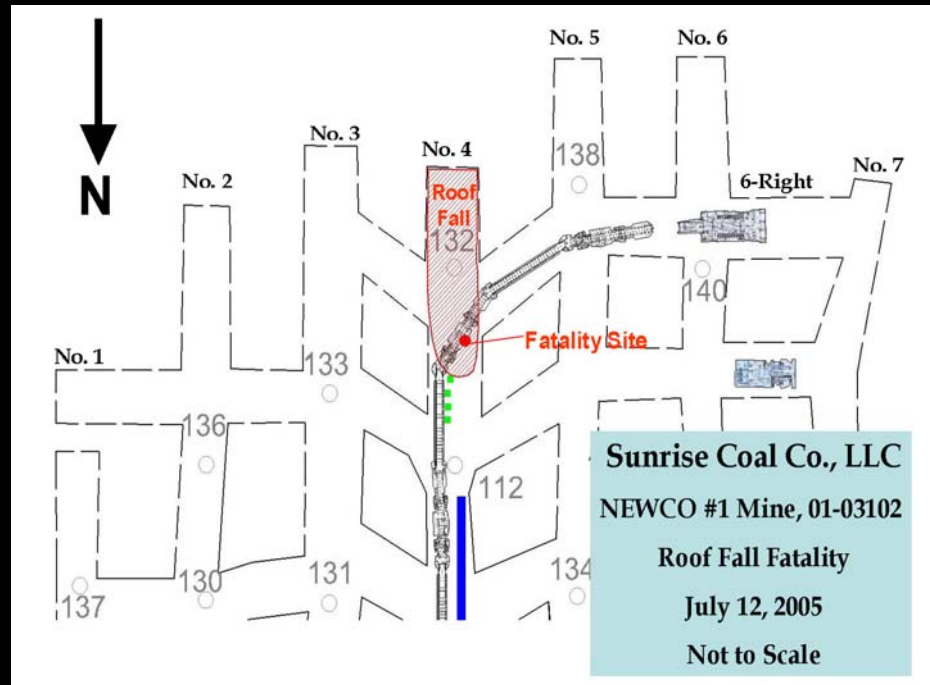 No. 5
No. 6
No. 3
No. 4
138
No. 7
N
No. 2
Roof
Fall
6-Right
132
140
Fatality Site
No. 1
133
136
112
Sunrise Coal Co., LLC
NEWCO #1 Mine, 01-03102
Roof Fall Fatality
July 12, 2005
Not to Scale
130
131
134
137